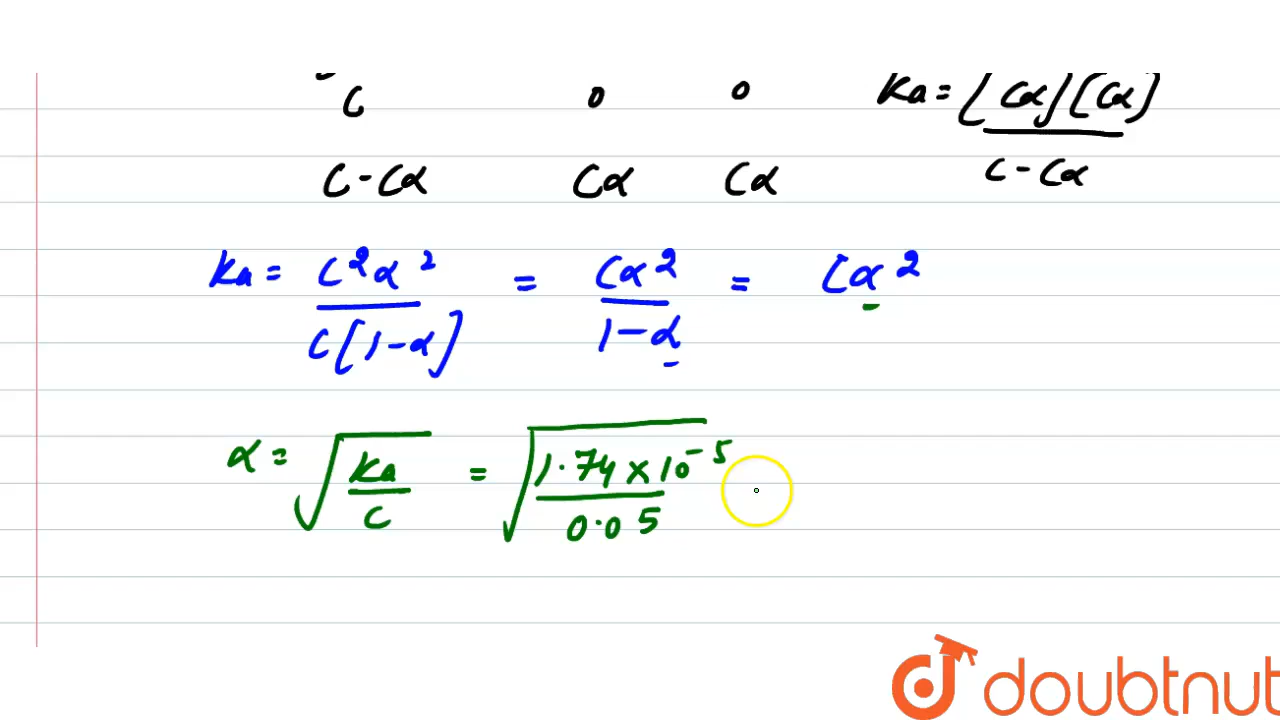 C 0 0 Ka = [Cα][Cα]
C-Cα Cα Cα C-Cα
Ka = C²α² = Cα² = Cα²
C[1-α] 1-α
α = √Ka = √1.74×10⁻⁵
C 0.05
doubtnut